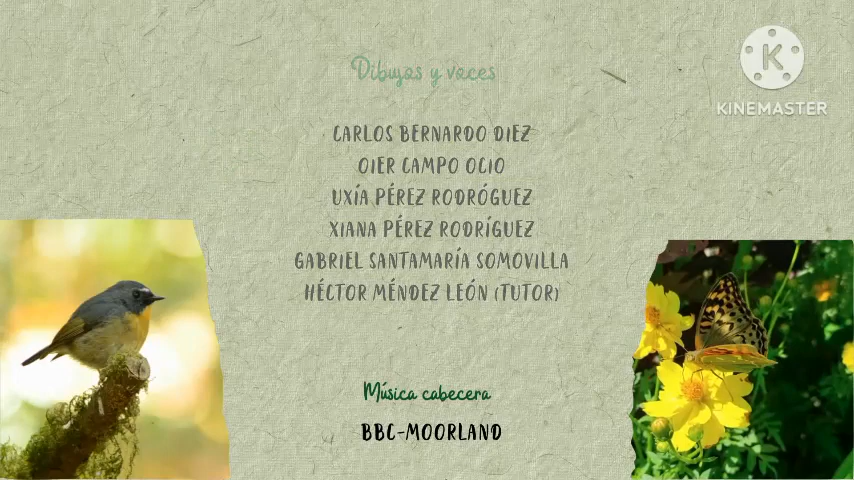 Dibujos y voces
KINEMASTER
CARLOS BERNARDO DIEZ
OIER CAMPO OCIO
UXÍA PÉREZ RODRÓGUEZ
XIANA PÉREZ RODRÍGUEZ
GABRIEL SANTAMARÍA SOMOVILLA
HÉCTOR MÉNDEZ LEÓN (TUTOR)
Música cabecera
BBC-MOORLAND